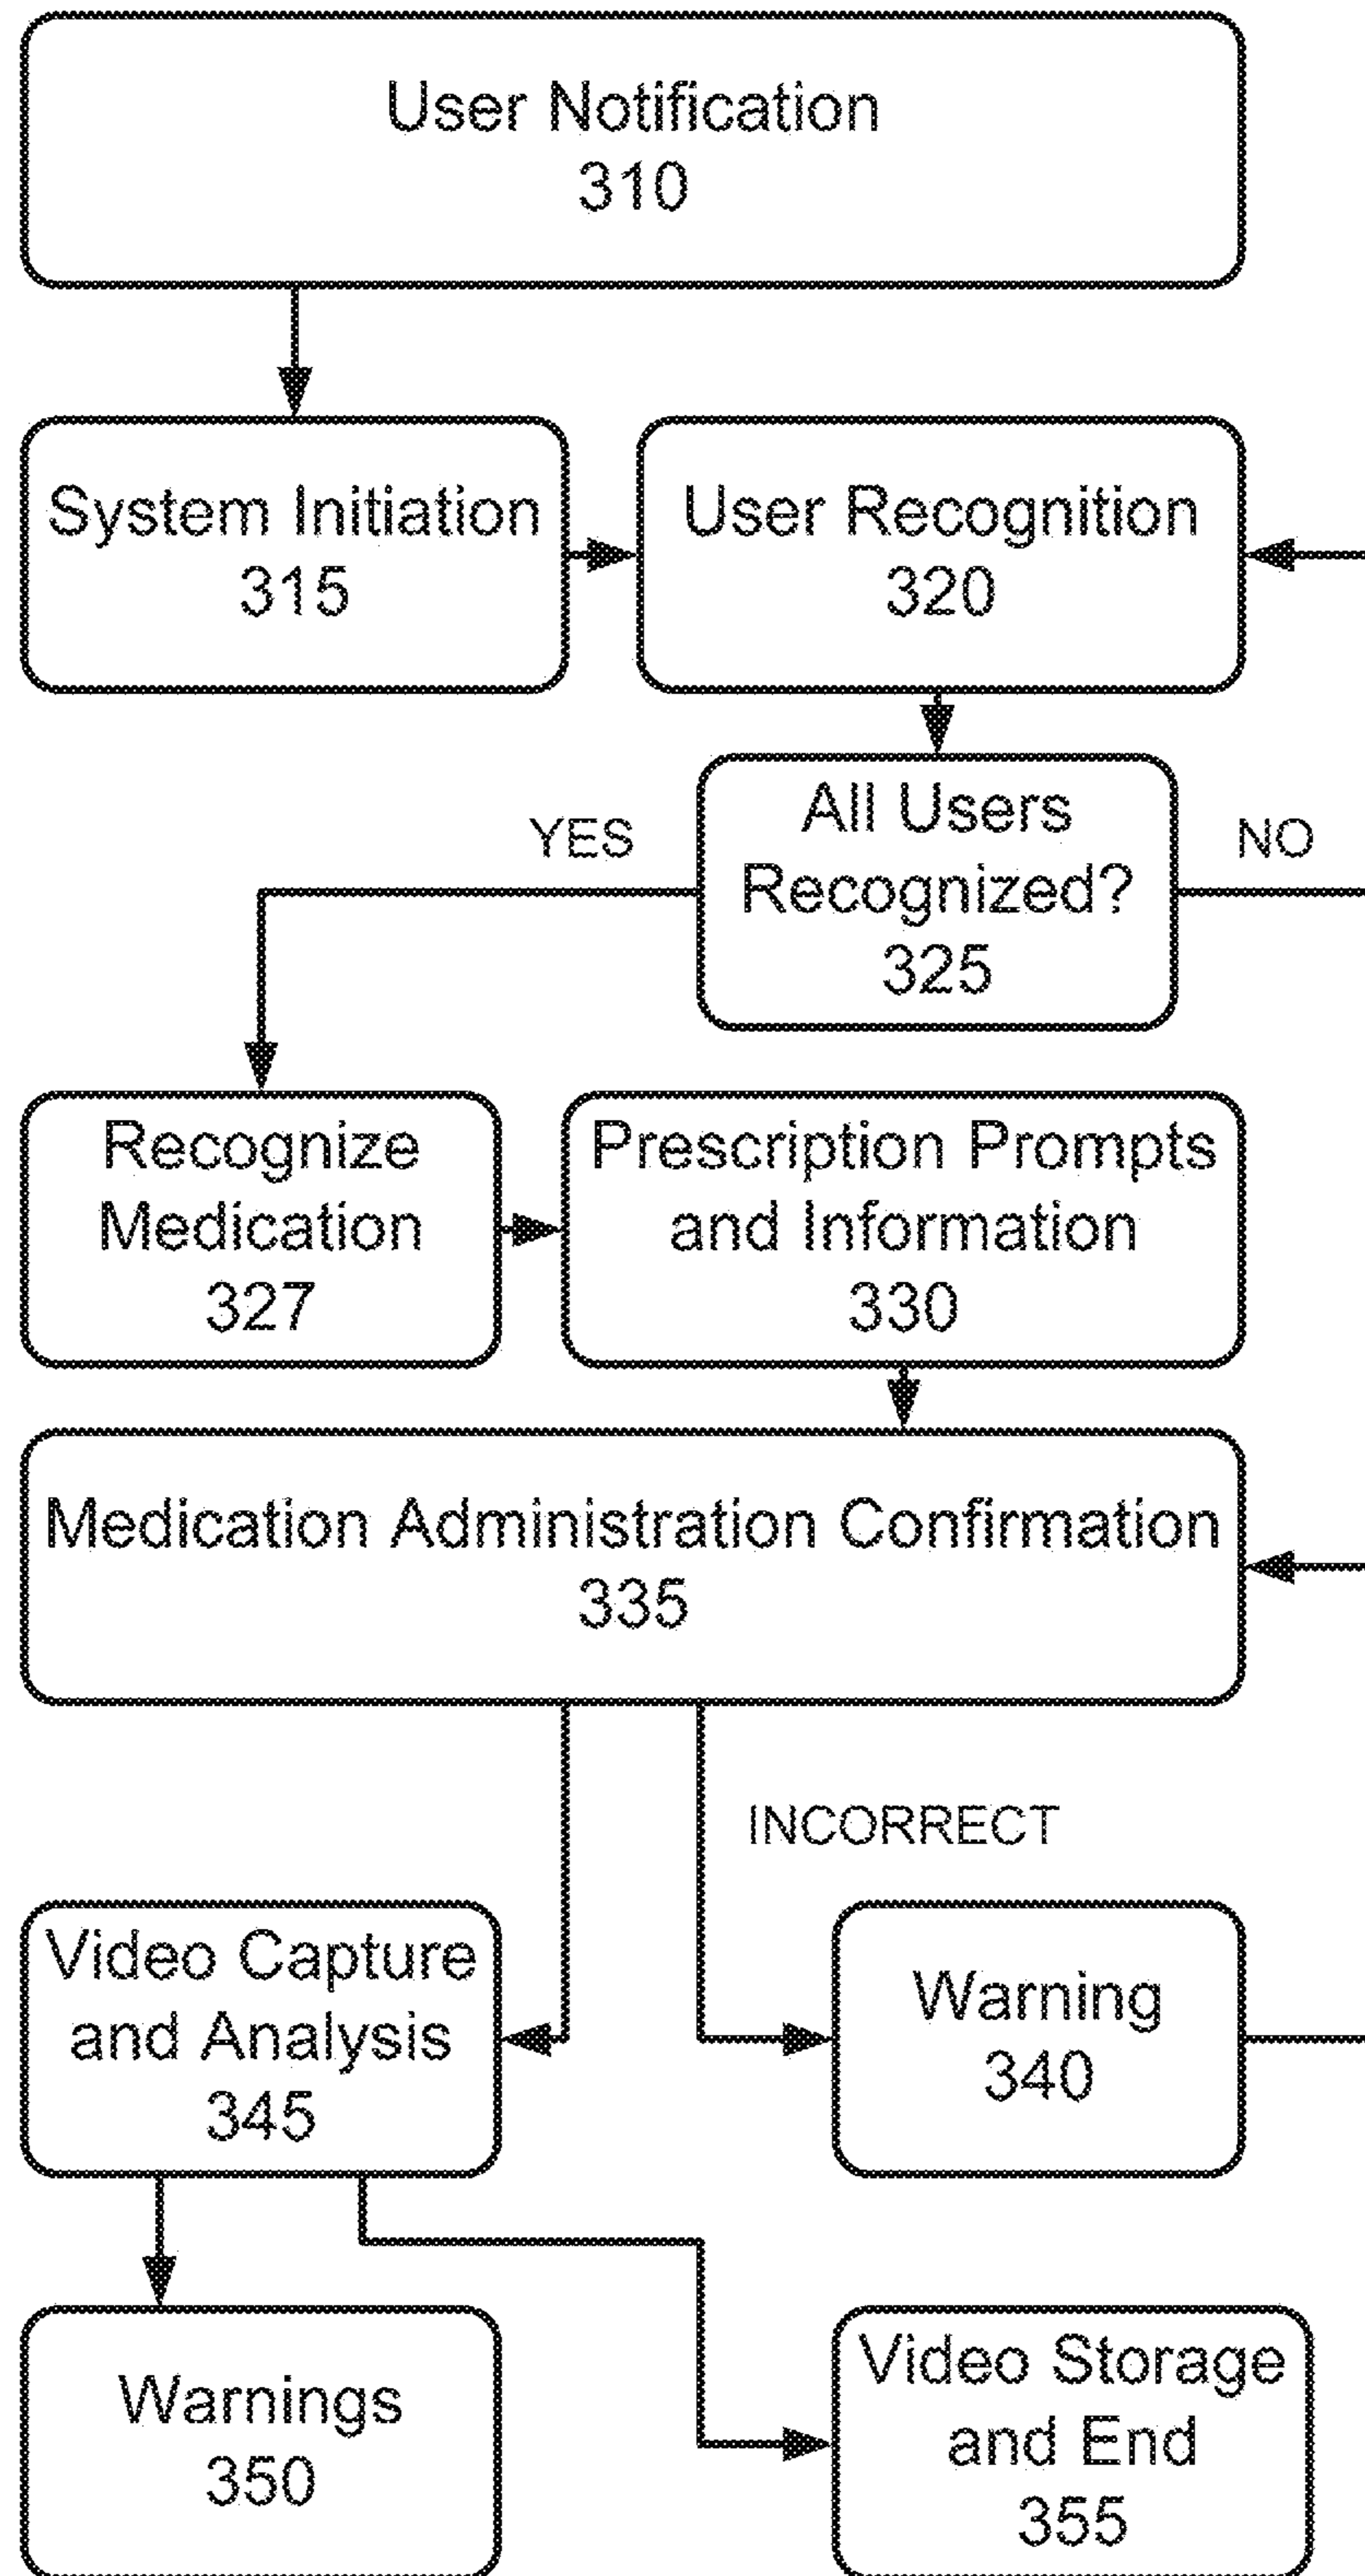 User Notification
310
System Initiation
315
User Recognition
320
YES
All Users
Recognized?
325
NO
Recognize
Medication
327
Prescription Prompts
and Information
330
Medication Administration Confirmation
335
INCORRECT
Video Capture
and Analysis
345
Warning
340
Warnings
350
Video Storage
and End
355